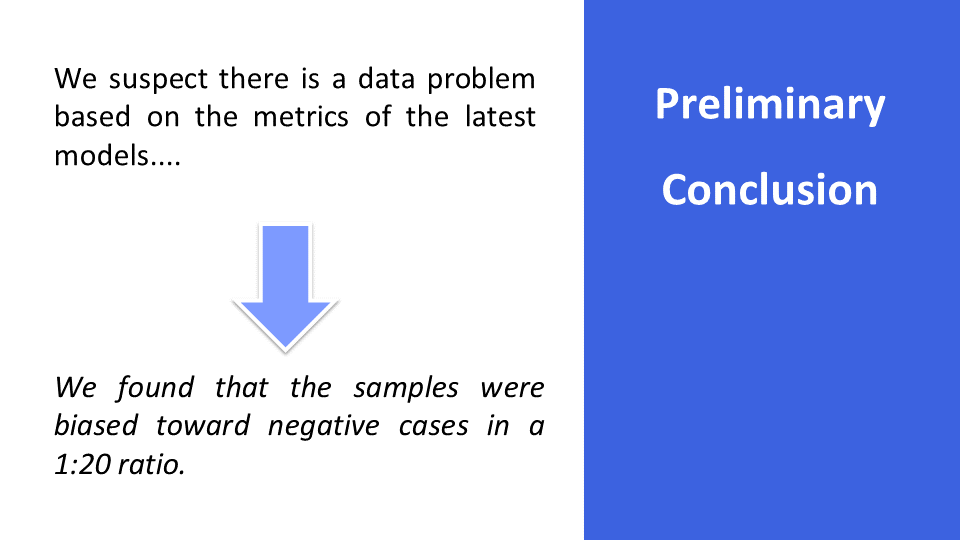 We suspect there is a data problem
based on the metrics of the latest
models....
We found that the samples were
biased toward negative cases in a
1:20 ratio.
Preliminary
Conclusion